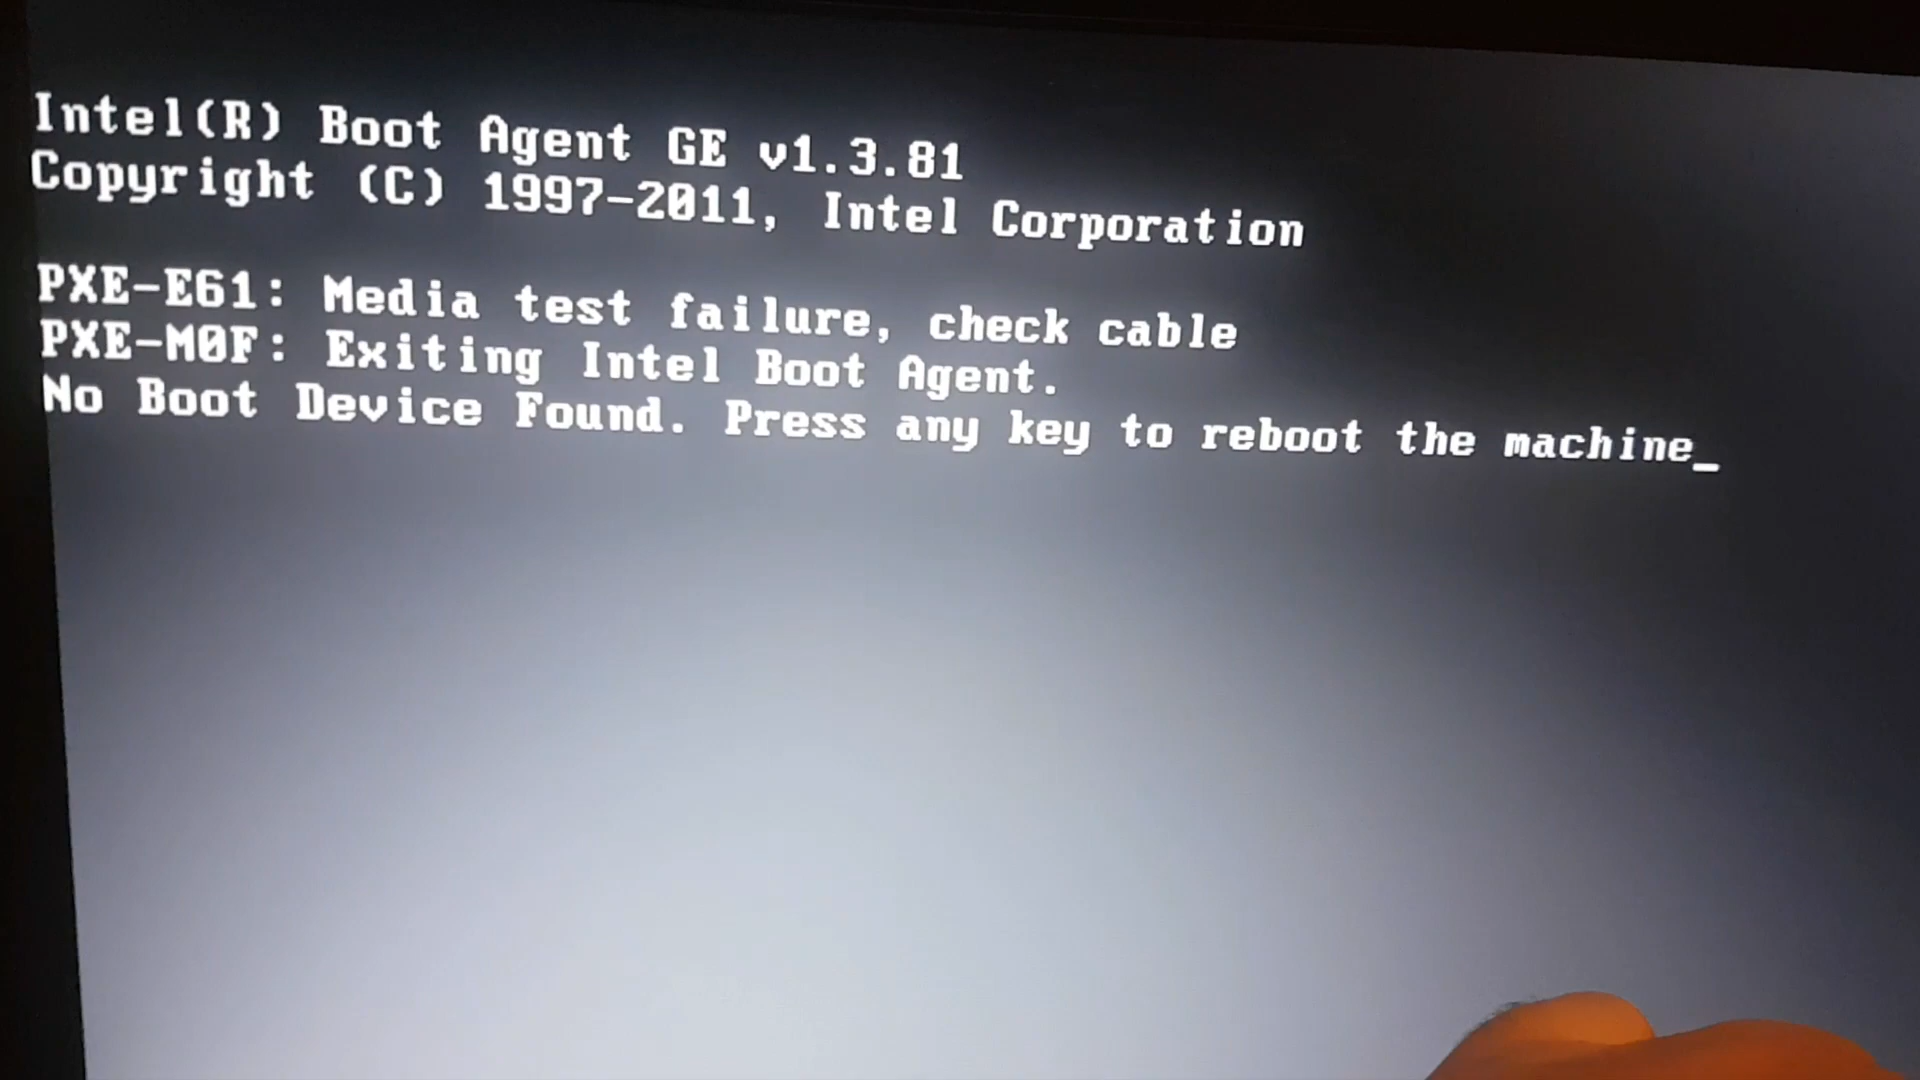 Intel(R) Boot Agent GE v1.3.81
Copyright (C) 1997-2011, Intel Corporation
PXE-E61: Media test failure, check cable
PXE-M0F: Exiting Intel Boot Agent.
No Boot Device Found. Press any key to reboot the machine_